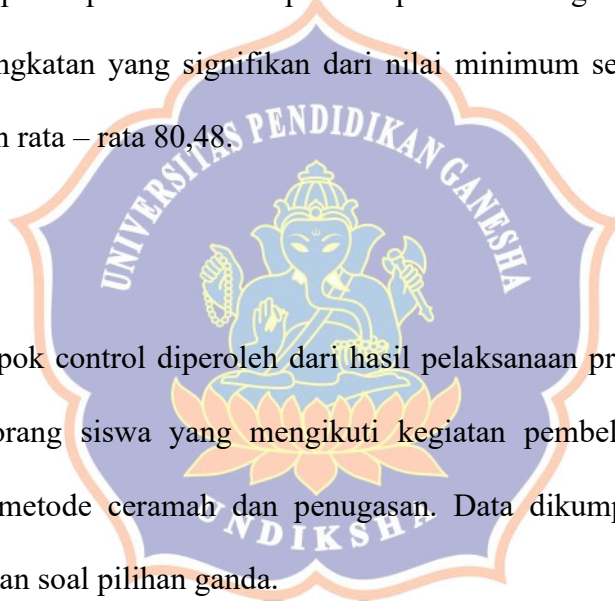 ngkatan yang signifikan dari nilai minimum se
n rata – rata 80,48.
UNIVERSITAS PENDIDIKAN GANESHA
pok control diperoleh dari hasil pelaksanaan pr
orang siswa yang mengikuti kegiatan pembel
metode ceramah dan penugasan. Data dikump
UNDIKSHA
an soal pilihan ganda.